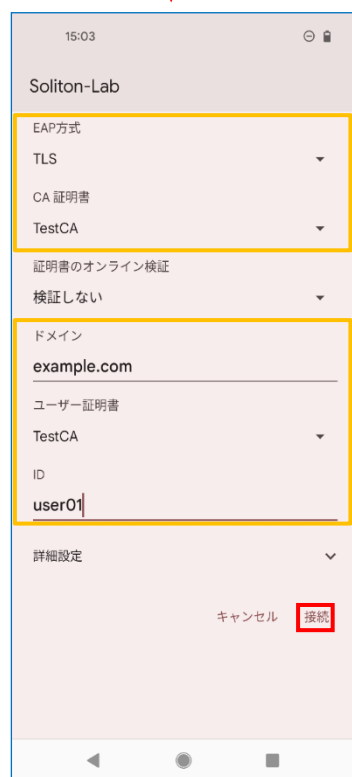 15:03
Soliton-Lab
EAP方式
TLS
CA 証明書
TestCA
証明書のオンライン検証
検証しない
ドメイン
example.com
ユーザー証明書
TestCA
ID
user01
詳細設定
キャンセル 接続